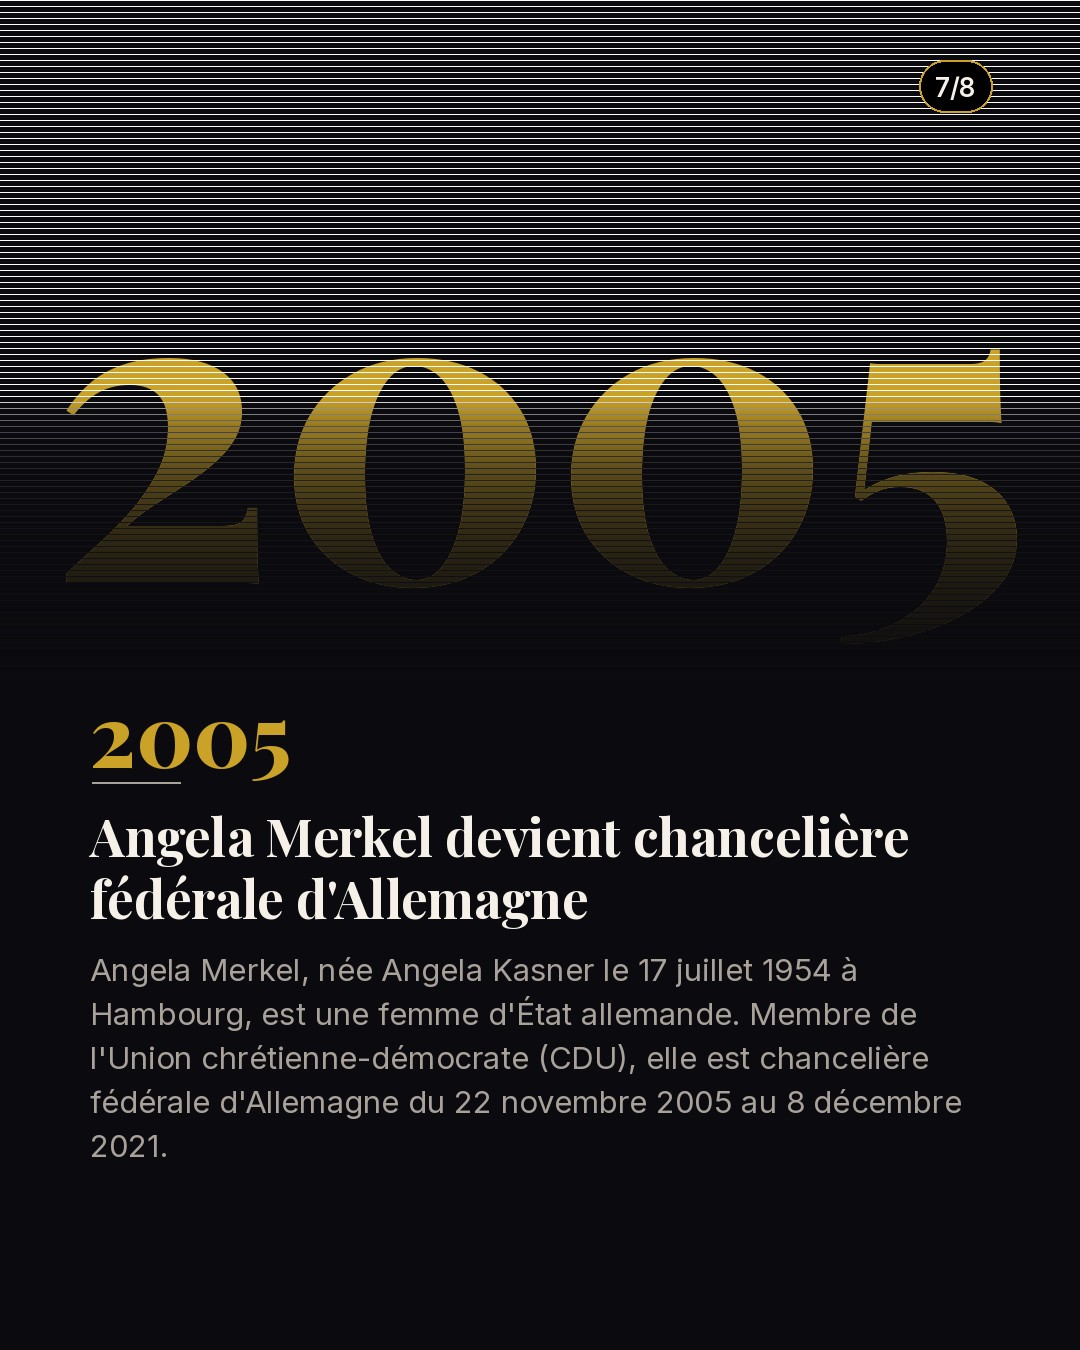 7/8
2005
2005
Angela Merkel devient chancelière
fédérale d'Allemagne
Angela Merkel, née Angela Kasner le 17 juillet 1954 à
Hambourg, est une femme d'État allemande. Membre de
l'Union chrétienne-démocrate (CDU), elle est chancelière
fédérale d'Allemagne du 22 novembre 2005 au 8 décembre
2021.